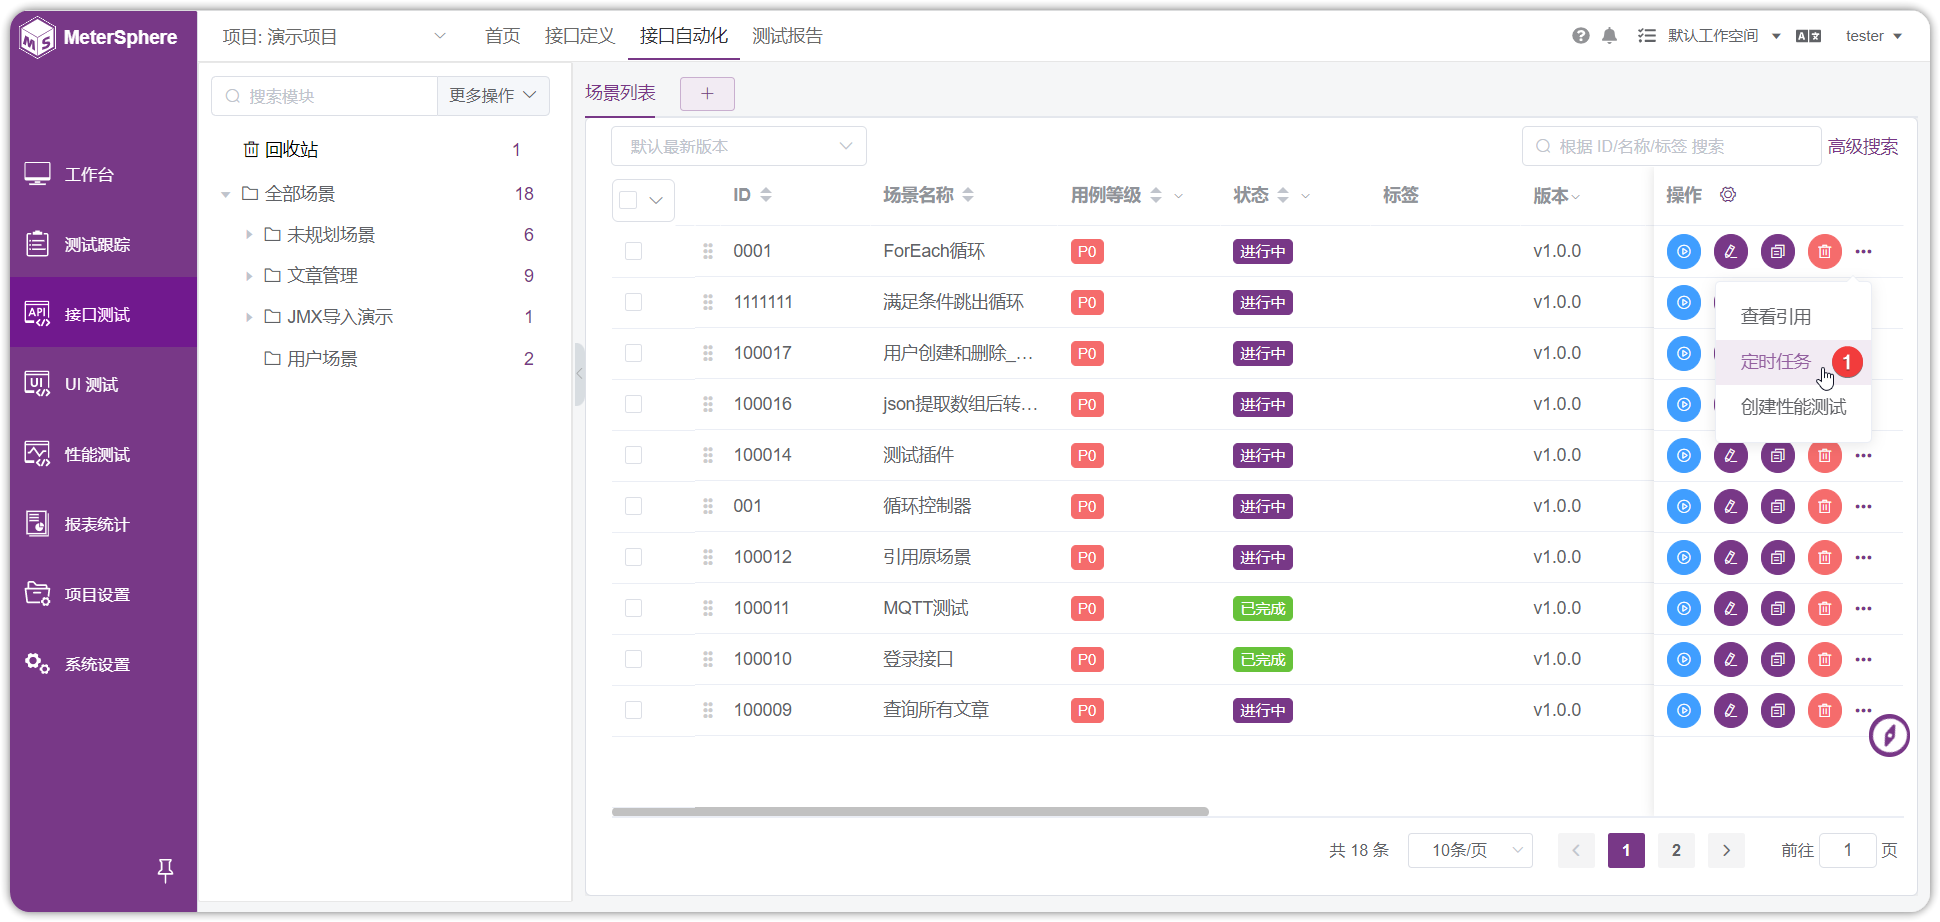 MeterSphere
项目: 演示项目
首页 接口定义 接口自动化 测试报告
默认工作空间
tester
工作台
测试跟踪
API
接口测试
UI
UI 测试
性能测试
报表统计
项目设置
系统设置
搜索模块 更多操作
回收站 1
全部场景 18
未规划场景 6
文章管理 9
JMX导入演示 1
用户场景 2
场景列表 +
默认最新版本
根据 ID/名称/标签 搜索 高级搜索
ID 场景名称 用例等级 状态 标签 版本 操作
0001 ForEach循环 P0 进行中 v1.0.0
1111111 满足条件跳出循环 P0 进行中 v1.0.0
100017 用户创建和删除_... P0 进行中 v1.0.0
100016 json提取数组后转... P0 进行中 v1.0.0
100014 测试插件 P0 进行中 v1.0.0
001 循环控制器 P0 进行中 v1.0.0
100012 引用原场景 P0 进行中 v1.0.0
100011 MQTT测试 P0 已完成 v1.0.0
100010 登录接口 P0 已完成 v1.0.0
100009 查询所有文章 P0 进行中 v1.0.0
查看引用
定时任务 1
创建性能测试
共 18 条 10条/页 1 2 前往 1 页